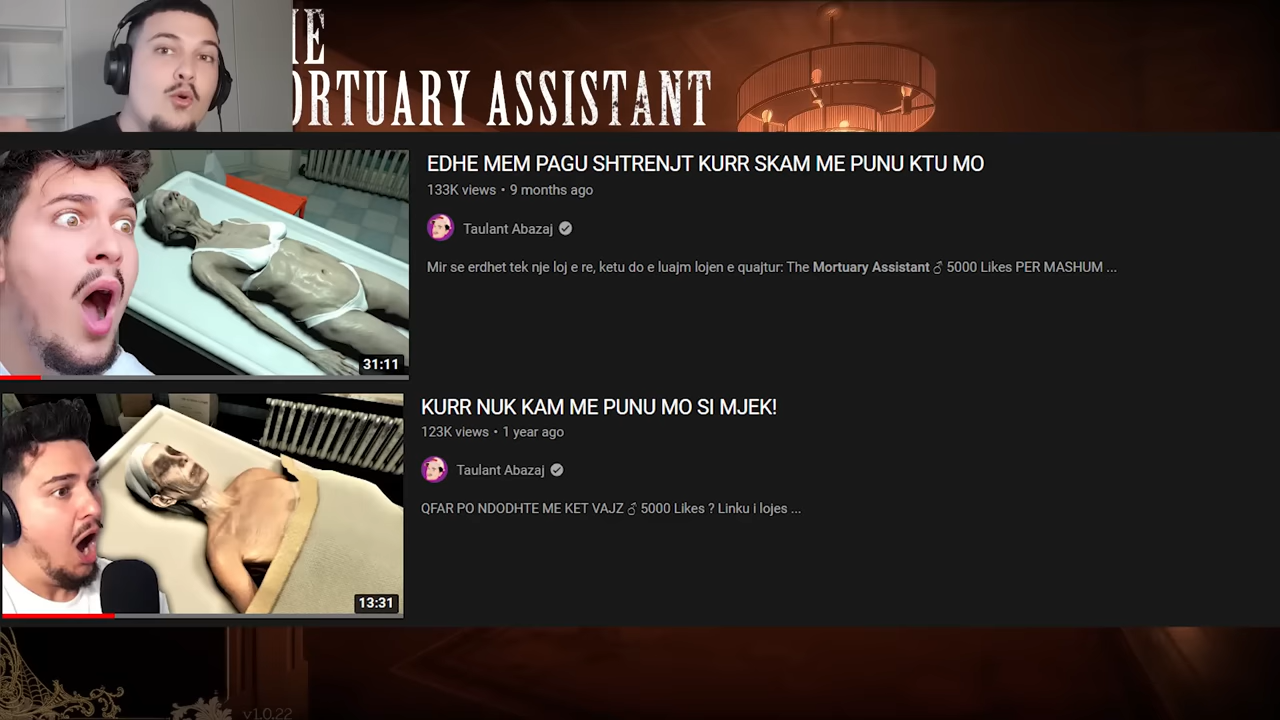 HE
ORTUARY ASSISTANT
EDHE MEM PAGU SHTRENJT KURR SKAM ME PUNU KTU MO
133K views • 9 months ago
Taulant Abazaj
Mir se erdhet tek nje loj e re, ketu do e luajm lojen e quajtur: The Mortuary Assistant ♂ 5000 Likes PER MASHUM ...
31:11
KURR NUK KAM ME PUNU MO SI MJEK!
123K views • 1 year ago
Taulant Abazaj
QFAR PO NDODHTE ME KET VAJZ ♂ 5000 Likes ? Linku i lojes ...
13:31
v1.0.22